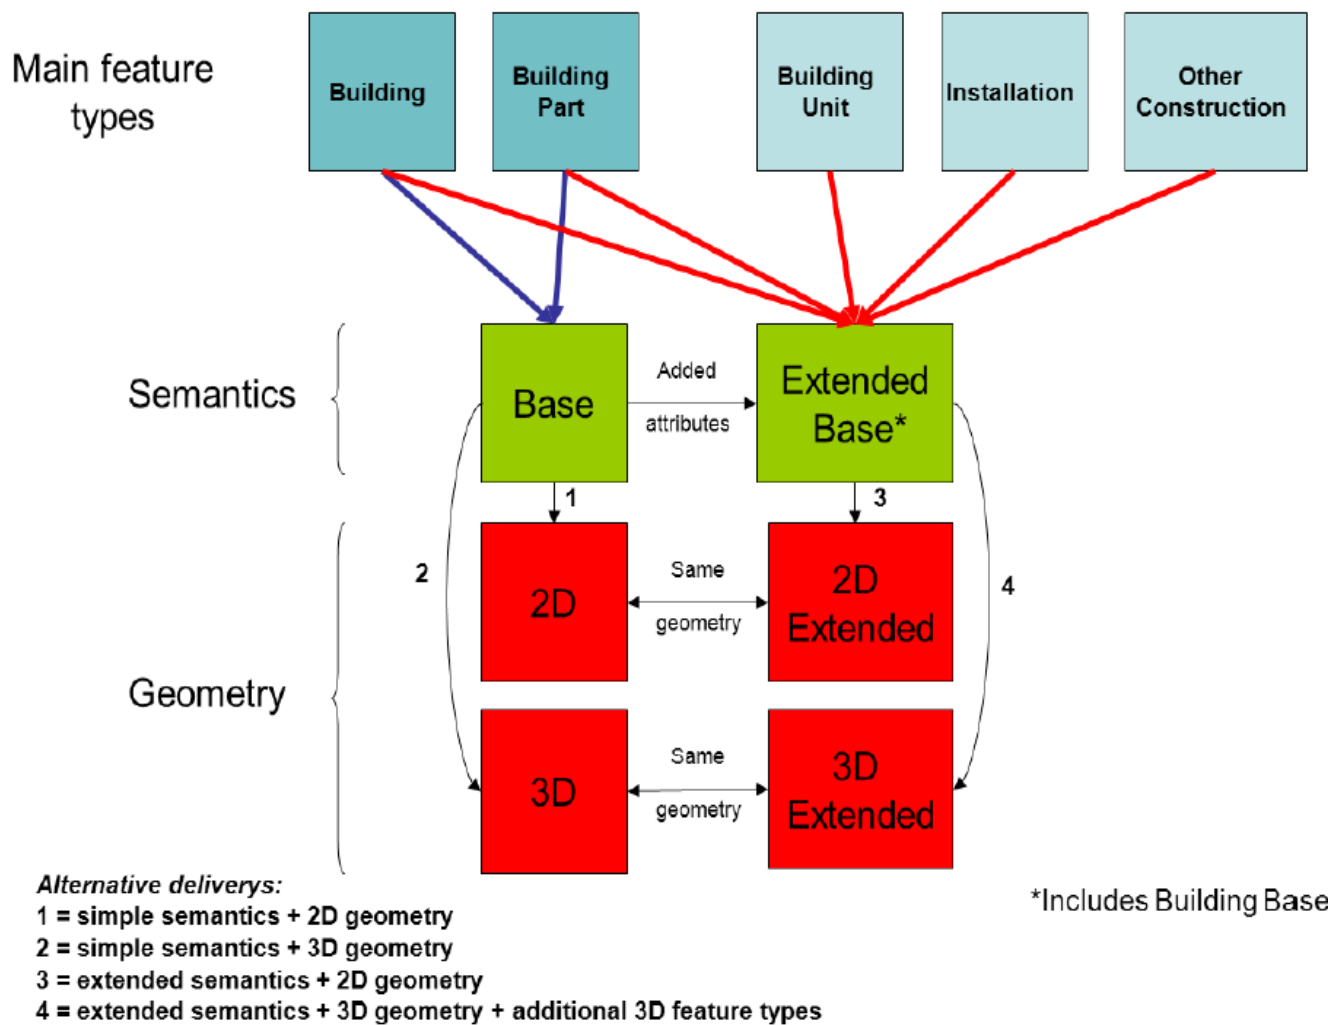 Main feature
types
Building
Building
Part
Building
Unit
Installation
Other
Construction
Semantics
Base
Added
attributes
Extended
Base*
1
3
2
4
2D
Same
geometry
2D
Extended
Geometry
3D
Same
geometry
3D
Extended
Alternative deliverys:
1 = simple semantics + 2D geometry
2 = simple semantics + 3D geometry
3 = extended semantics + 2D geometry
4 = extended semantics + 3D geometry + additional 3D feature types
*Includes Building Base